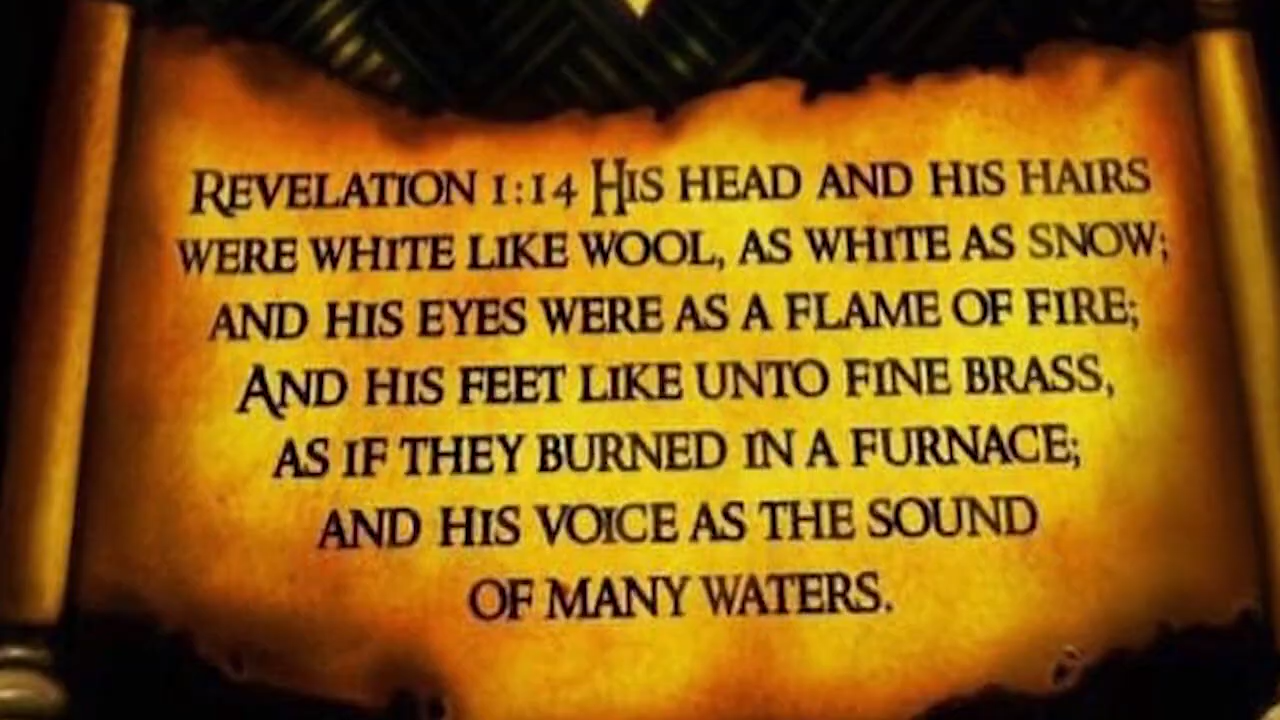 REVELATION 1:14 HIS HEAD AND HIS HAIRS
WERE WHITE LIKE WOOL, AS WHITE AS SNOW;
AND HIS EYES WERE AS A FLAME OF FIRE;
AND HIS FEET LIKE UNTO FINE BRASS,
AS IF THEY BURNED IN A FURNACE;
AND HIS VOICE AS THE SOUND
OF MANY WATERS.